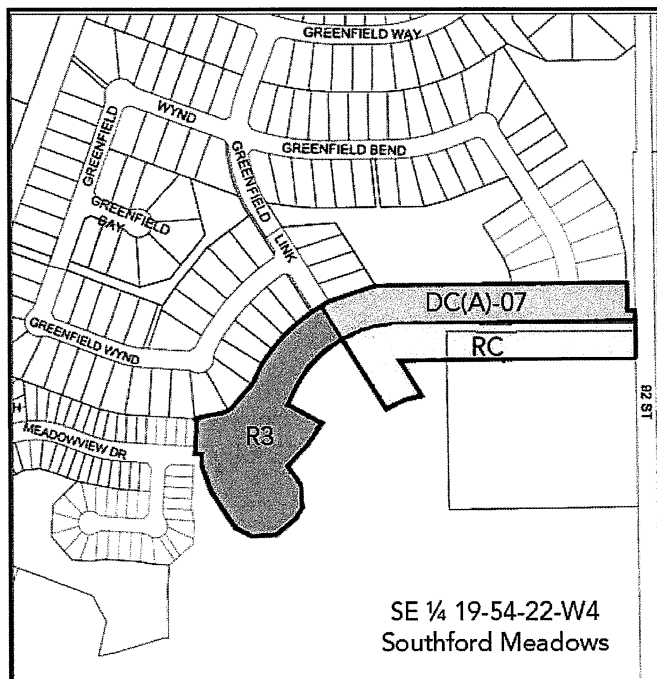 GREENFIELD WAY
GREENFIELD
WYND
GREENFIELD BEND
GREENFIELD
LINK
GREENFIELD
BAY
GREENFIELD WYND
DC(A)-07
RC
R3
H
MEADOWVIEW DR
92 ST
SE ¼ 19-54-22-W4
Southford Meadows